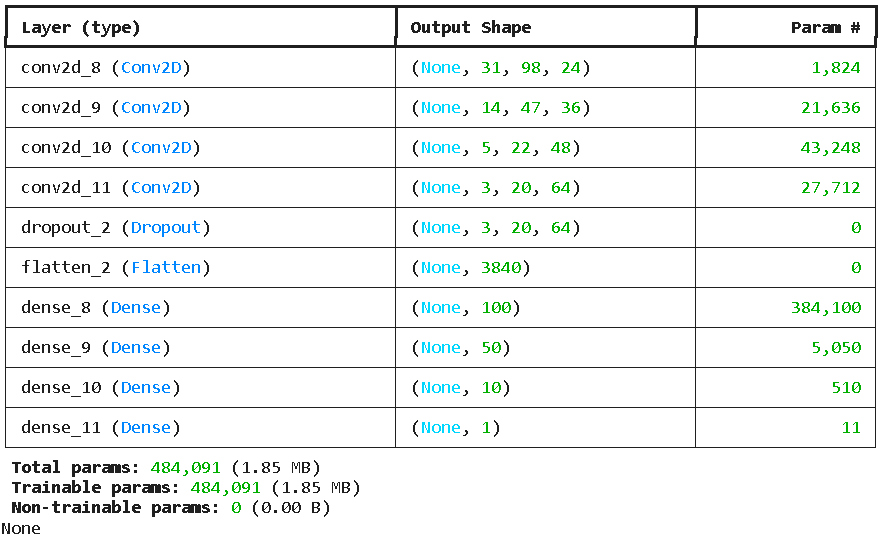 Layer (type) Output Shape Param #
conv2d_8 (Conv2D) (None, 31, 98, 24) 1,824
conv2d_9 (Conv2D) (None, 14, 47, 36) 21,636
conv2d_10 (Conv2D) (None, 5, 22, 48) 43,248
conv2d_11 (Conv2D) (None, 3, 20, 64) 27,712
dropout_2 (Dropout) (None, 3, 20, 64) 0
flatten_2 (Flatten) (None, 3840) 0
dense_8 (Dense) (None, 100) 384,100
dense_9 (Dense) (None, 50) 5,050
dense_10 (Dense) (None, 10) 510
dense_11 (Dense) (None, 1) 11
Total params: 484,091 (1.85 MB)
Trainable params: 484,091 (1.85 MB)
Non-trainable params: 0 (0.00 B)
None